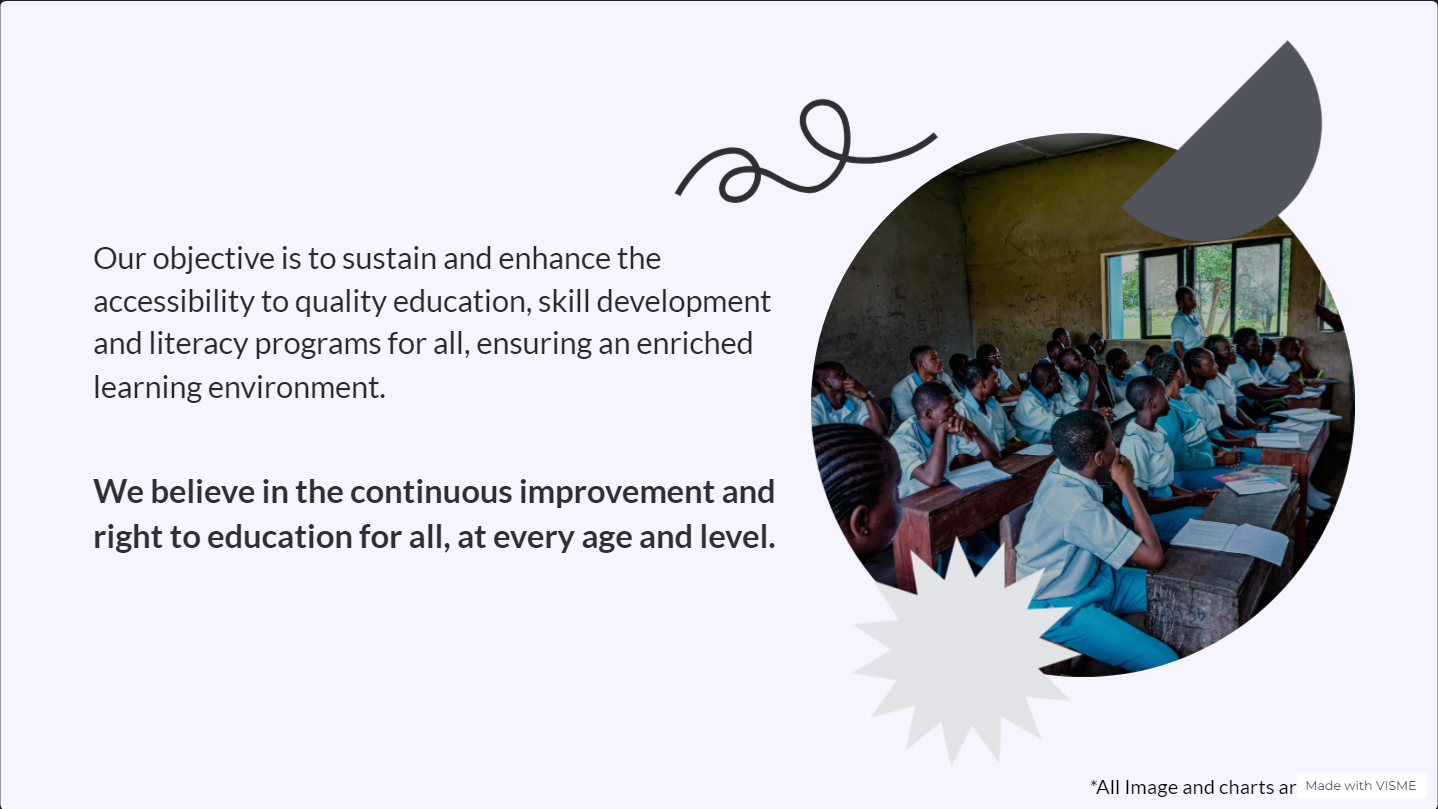 Our objective is to sustain and enhance the
accessibility to quality education, skill development
and literacy programs for all, ensuring an enriched
learning environment.
We believe in the continuous improvement and
right to education for all, at every age and level.
*All Image and charts ar
Made with VISME